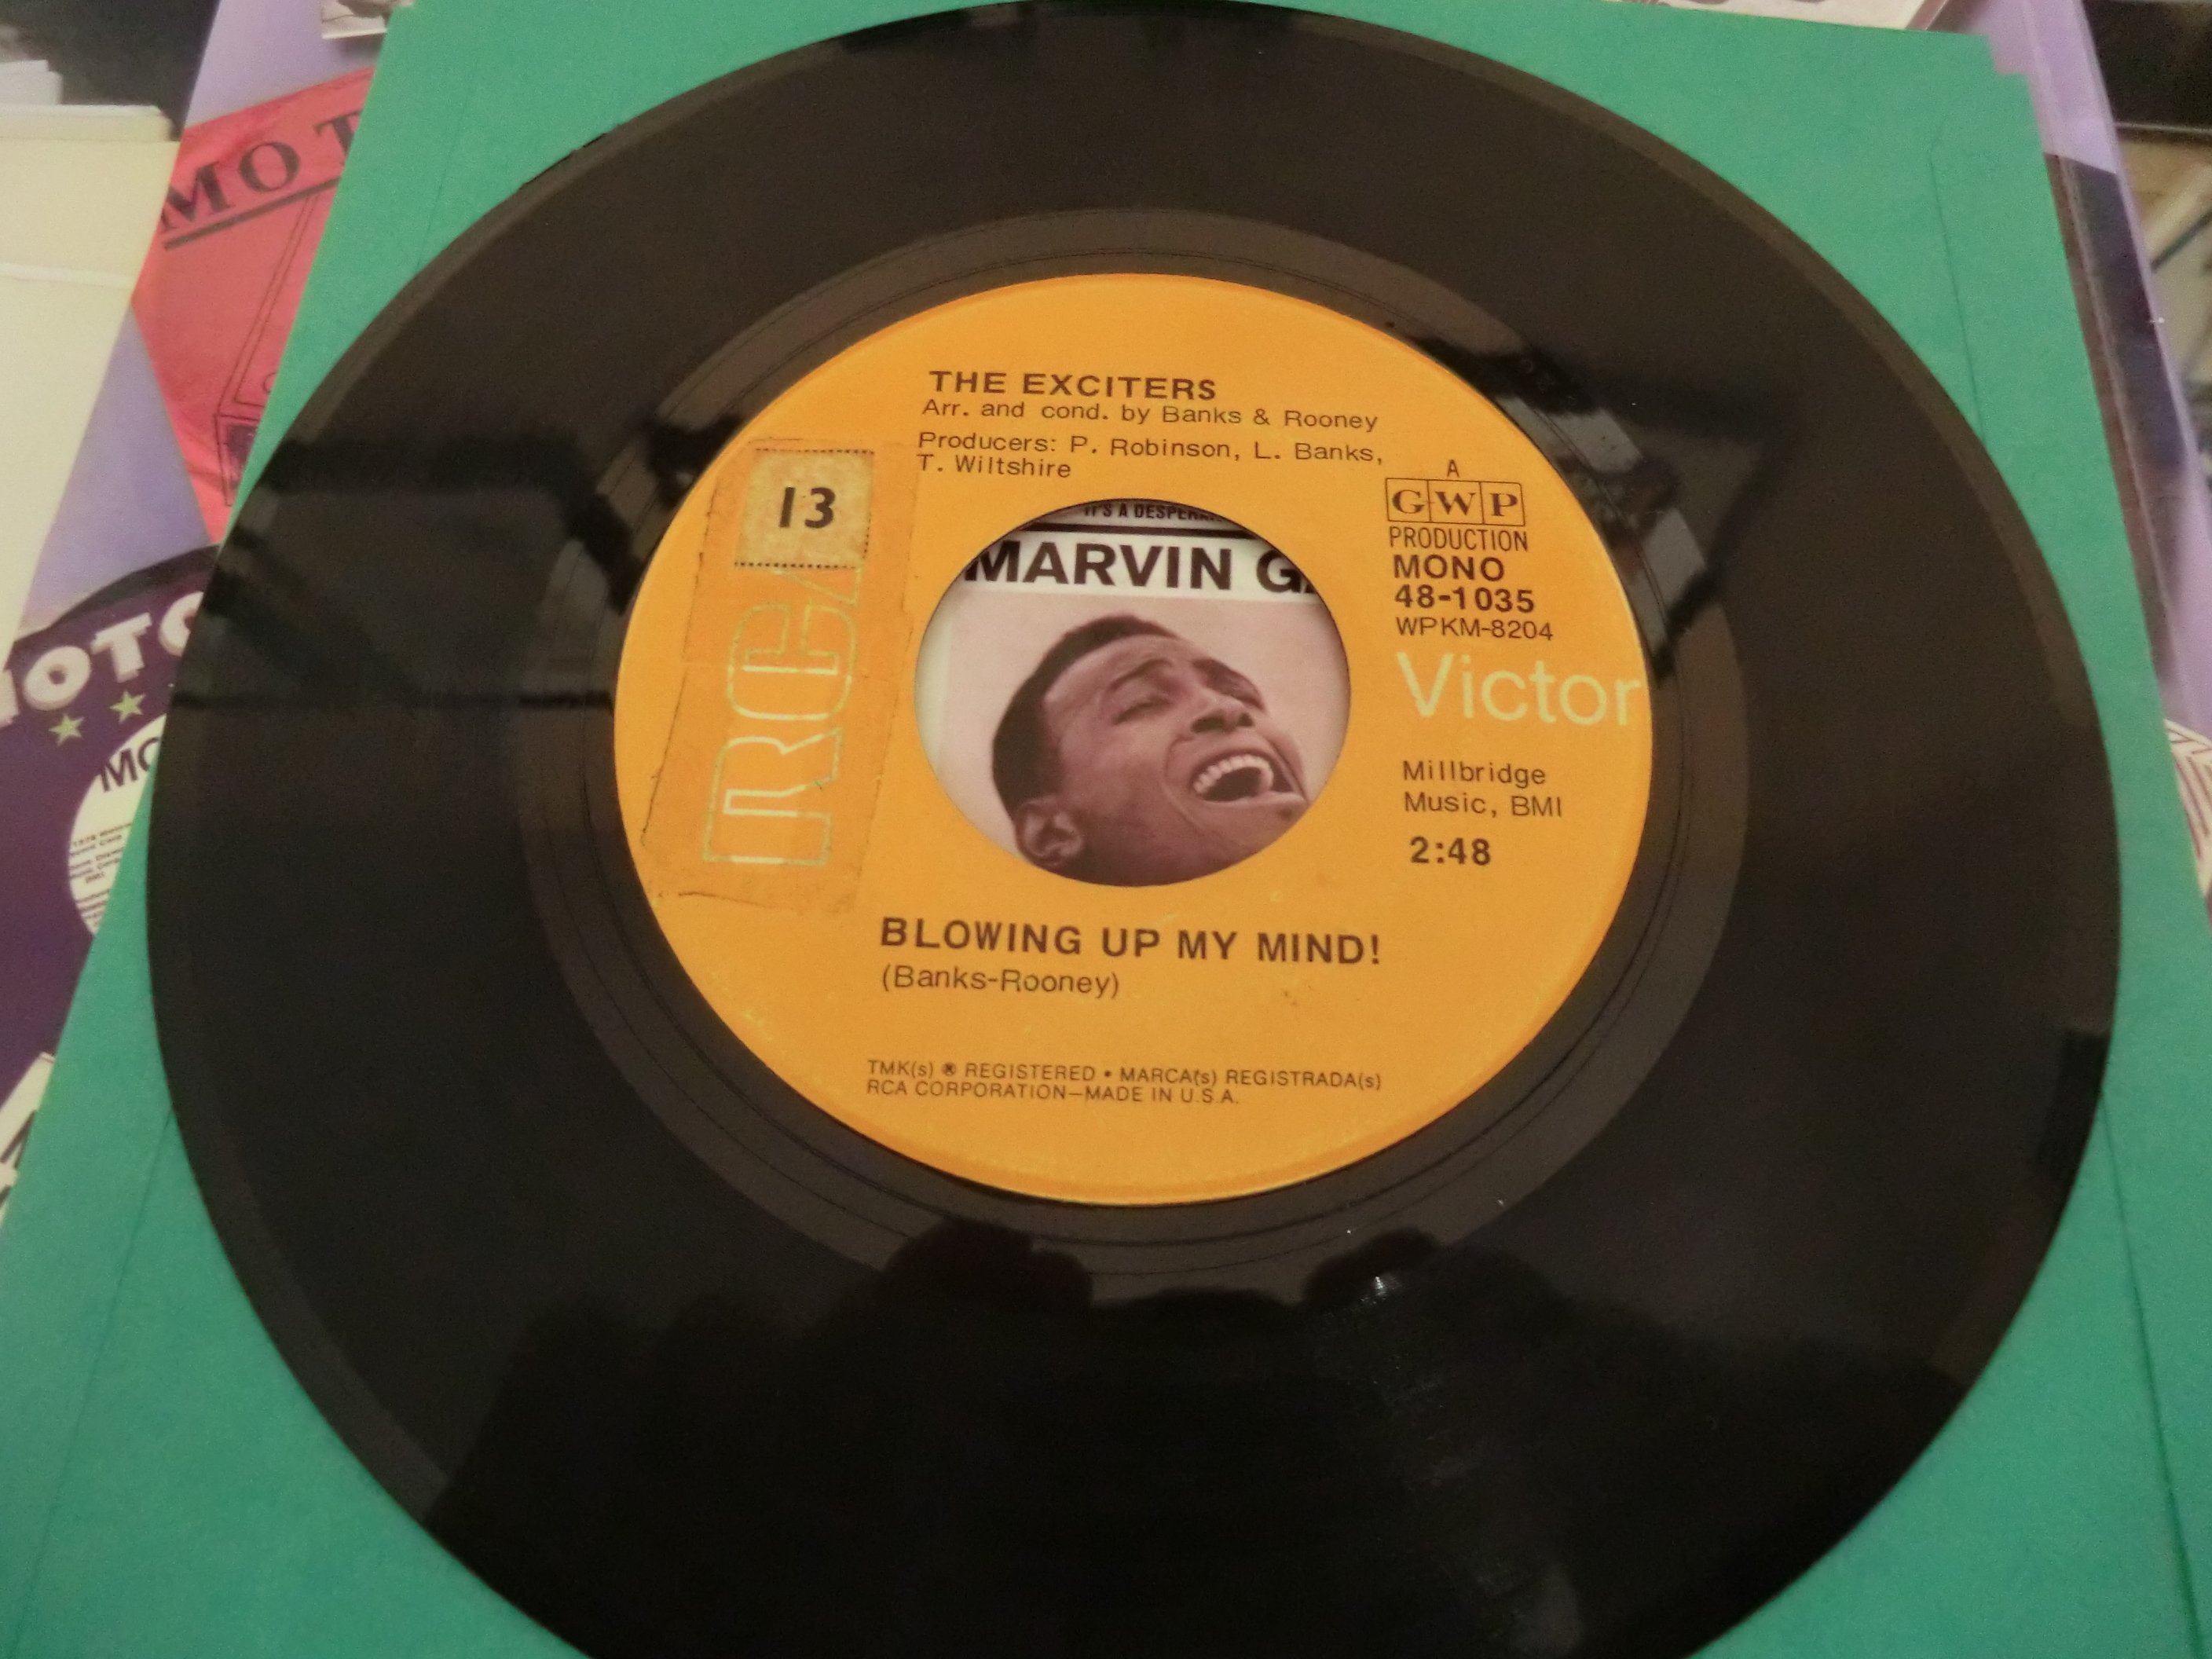 THE EXCITERS
Arr. and cond. by Banks & Rooney
Producers: P. Robinson, L. Banks,
T. Wiltshire
13
RCA
IT'S A
MARVIN
A
GWP
PRODUCTION
MONO
48-1035
WPKM-8204
Victor
Millbridge
Music, BMI
2:48
BLOWING UP MY MIND!
(Banks-Rooney)
TMK(s) ® REGISTERED • MARCA(s) REGISTRADA(s)
RCA CORPORATION—MADE IN U.S.A.